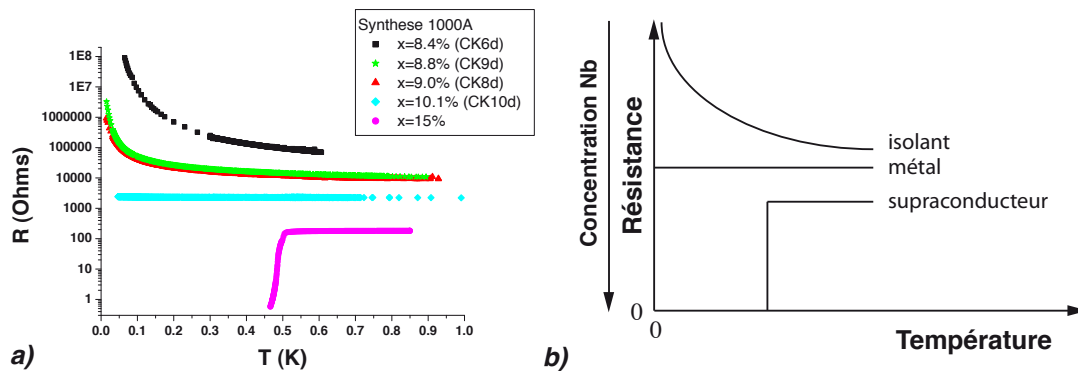 Synthese 1000A
x=8.4% (CK6d)
x=8.8% (CK9d)
x=9.0% (CK8d)
x=10.1% (CK10d)
x=15%
R (Ohms)
1E8
1E7
1000000
100000
10000
1000
100
10
1
0.0 0.1 0.2 0.3 0.4 0.5 0.6 0.7 0.8 0.9 1.0
T (K)
a)
Concentration Nb
Résistance
isolant
métal
supraconducteur
0
0
Température
b)